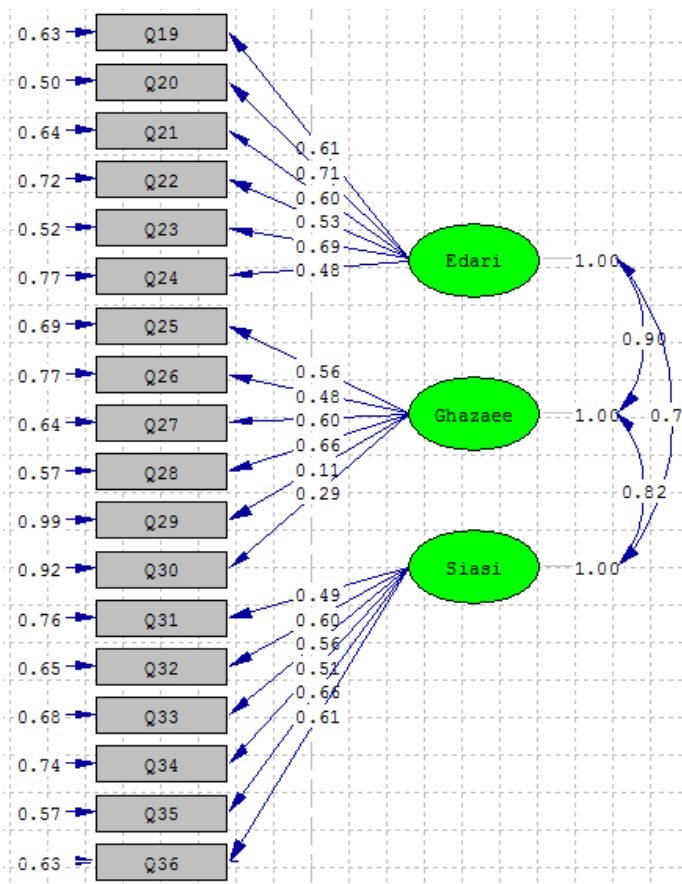 0.63 Q19
0.50 Q20
0.64 Q21
0.61
0.72 Q22
0.71
0.60
0.52 Q23
0.53
0.69
Edari 1.00
0.77 Q24
0.48
0.69 Q25
0.90
0.56
0.77 Q26
0.48
Ghazaee 1.00 0.7
0.64 Q27
0.60
0.66
0.57 Q28
0.11
0.29
0.82
0.99 Q29
0.92 Q30
Siasi 1.00
0.49
0.76 Q31
0.60
0.56
0.65 Q32
0.51
0.66
0.68 Q33
0.61
0.74 Q34
0.57 Q35
0.63 Q36